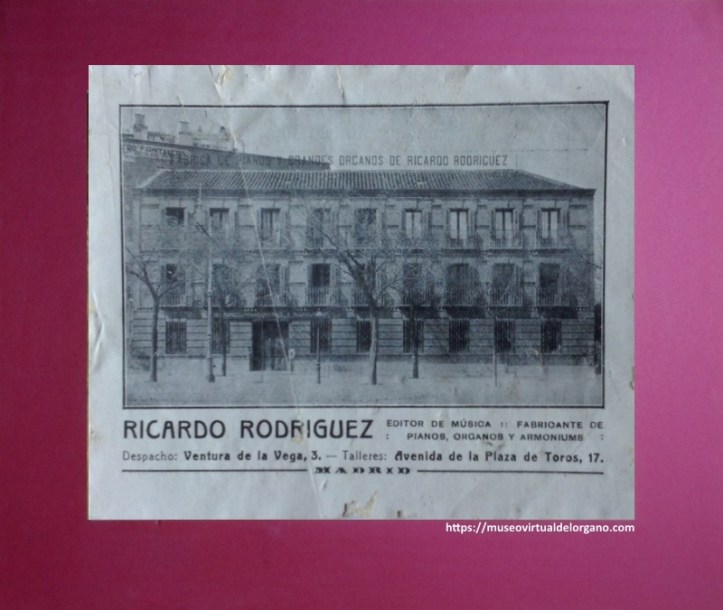 FABRICA DE PIANOS Y GRANDES ORGANOS DE RICARDO RODRIGUEZ
RICARDO RODRIGUEZ
EDITOR DE MÚSICA :: FABRICANTE DE
: PIANOS, ORGANOS Y ARMONIUMS :
Despacho: Ventura de la Vega, 3. — Talleres: Avenida de la Plaza de Toros, 17.
MADRID
https://museovirtualdelorgano.com